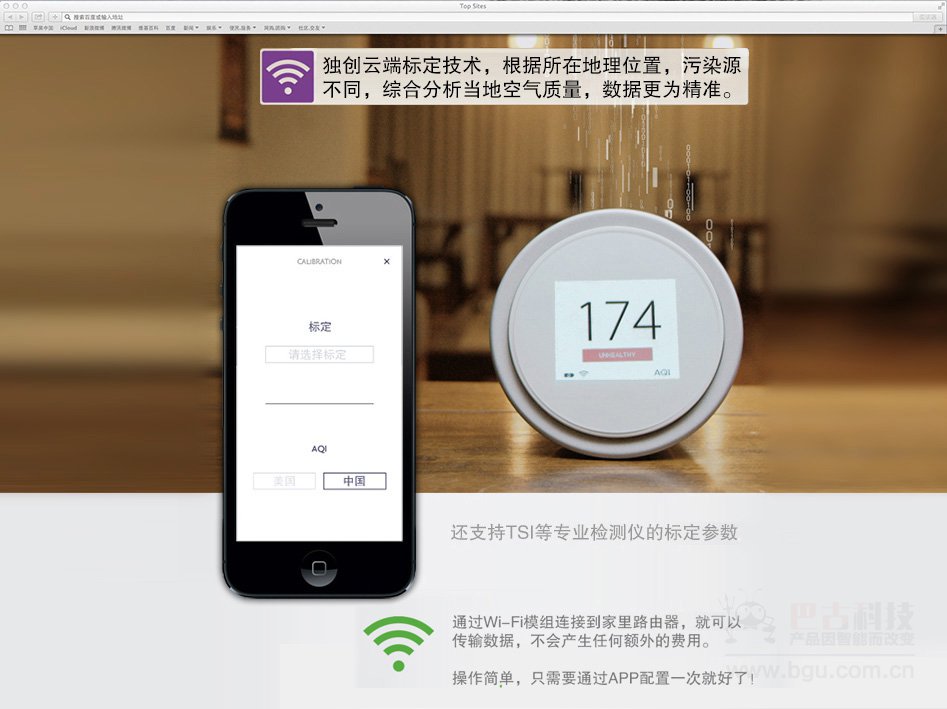 Top Sites
搜索百度或输入地址
苹果中国 iCloud 新浪微博 腾讯微博 维基百科 百度 新闻 娱乐 便民服务 网购/团购 社区交友
独创云端标定技术，根据所在地理位置，污染源
不同，综合分析当地空气质量，数据更为精准。
CALIBRATION ×
标定
请选择标定
AQI
美国 中国
174
UNHEALTHY
AQI
还支持TSI等专业检测仪的标定参数
通过Wi-Fi模组连接到家里路由器，就可以
传输数据，不会产生任何额外的费用。
操作简单，只需要通过APP配置一次就好了！
巴古科技
产品因智能而改变
www.bgu.com.cn